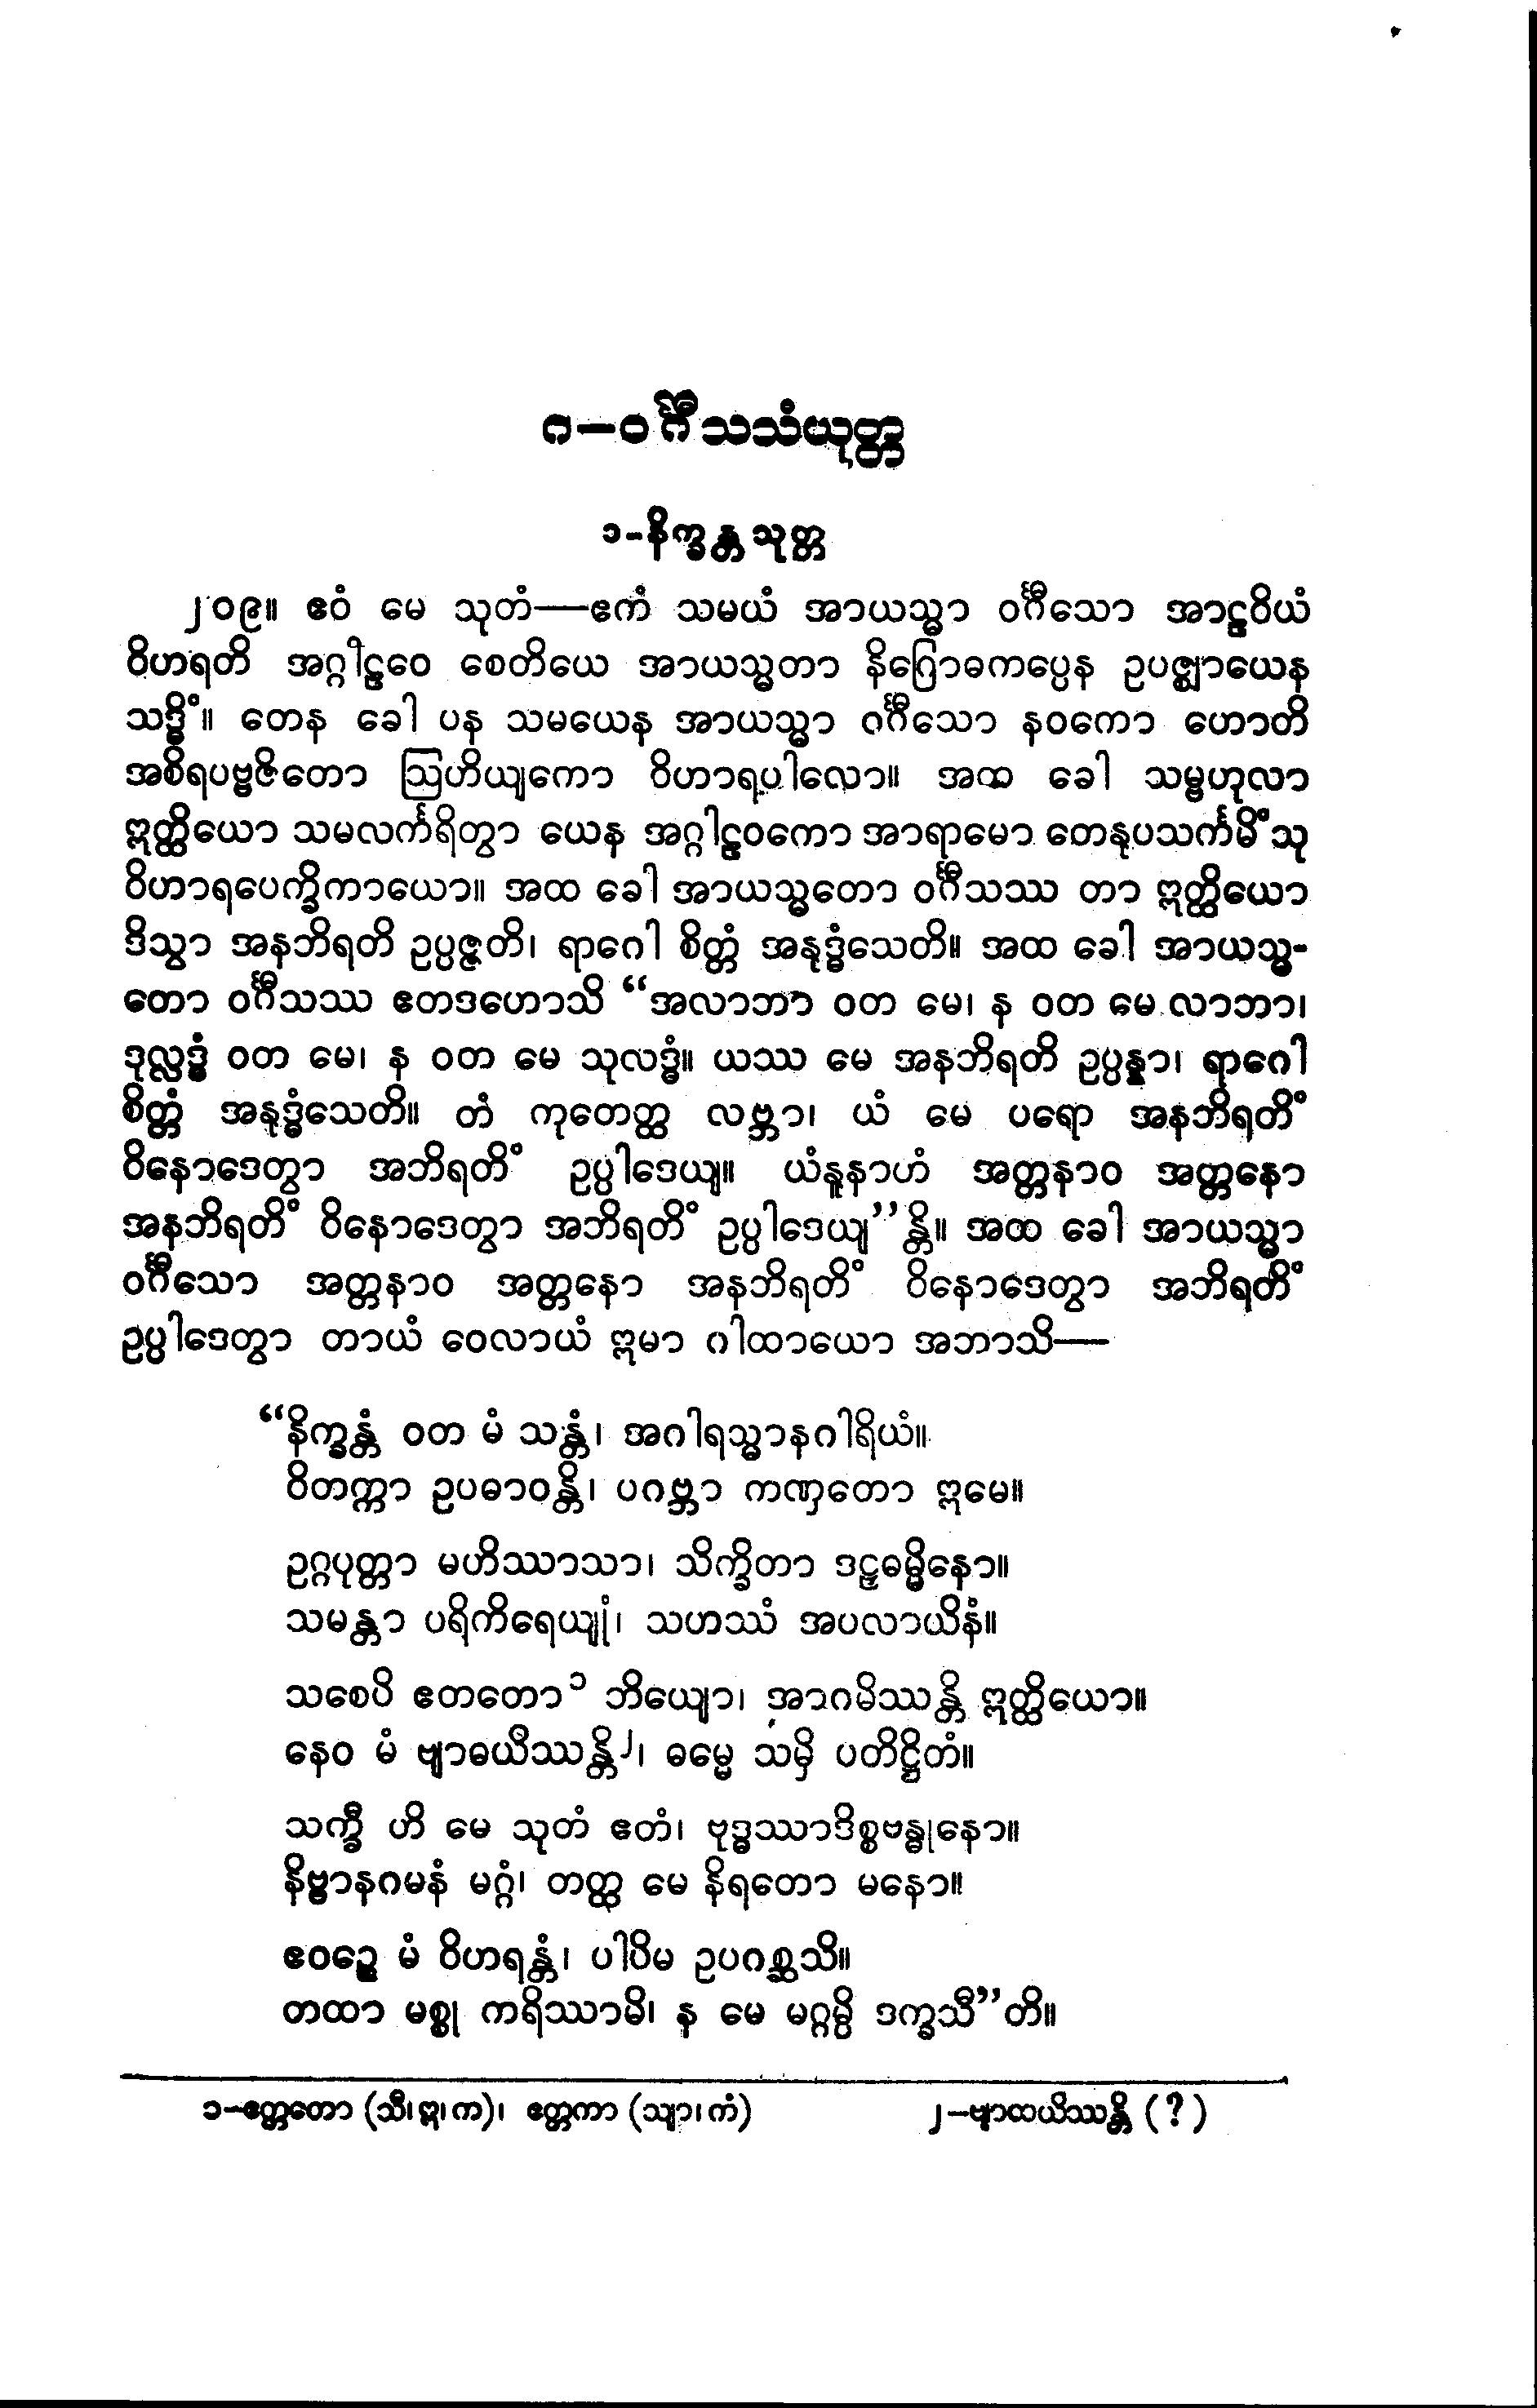 ၈—ဝင်္ဂီသသံယုတ္တ
၁-နိက္ခန္တသုတ္တ
၂၀၉။ ဧဝံ မေ သုတံ—ဧကံ သမယံ အာယသ္မာ ဝင်္ဂီသော အာဠဝိယံ
ဝိဟရတိ အဂ္ဂါဠဝေ စေတိယေ အာယသ္မတာ နိဂြောဓကပ္ပေန ဥပဇ္ဈာယေန
သဒ္ဓိံ။ တေန ခေါ ပန သမယေန အာယသ္မာ ဝင်္ဂီသော နဝကော ဟောတိ
အစိရပဗ္ဗဇိတော ဩဟိယျကော ဝိဟာရပါလော။ အထ ခေါ သမ္ဗဟုလာ
ဣတ္ထိယော သမလင်္ကရိတွာ ယေန အဂ္ဂါဠဝကော အာရာမော တေနုပသင်္ကမိံသု
ဝိဟာရပေက္ခိကာယော။ အထ ခေါ အာယသ္မတော ဝင်္ဂီသဿ တာ ဣတ္ထိယော
ဒိသွာ အနဘိရတိ ဥပ္ပဇ္ဇတိ၊ ရာဂေါ စိတ္တံ အနုဒ္ဓံသေတိ။ အထ ခေါ အာယသ္မ-
တော ဝင်္ဂီသဿ ဧတဒဟောသိ “အလာဘာ ဝတ မေ၊ န ဝတ မေ လာဘာ၊
ဒုလ္လဒ္ဓံ ဝတ မေ၊ န ဝတ မေ သုလဒ္ဓံ။ ယဿ မေ အနဘိရတိ ဥပ္ပန္နာ၊ ရာဂေါ
စိတ္တံ အနုဒ္ဓံသေတိ။ တံ ကုတေတ္ထ လဗ္ဘာ၊ ယံ မေ ပရော အနဘိရတိံ
ဝိနောဒေတွာ အဘိရတိံ ဥပ္ပါဒေယျ။ ယံနူနာဟံ အတ္တနာဝ အတ္တနော
အနဘိရတိံ ဝိနောဒေတွာ အဘိရတိံ ဥပ္ပါဒေယျ”န္တိ။ အထ ခေါ အာယသ္မာ
ဝင်္ဂီသော အတ္တနာဝ အတ္တနော အနဘိရတိံ ဝိနောဒေတွာ အဘိရတိံ
ဥပ္ပါဒေတွာ တာယံ ဝေလာယံ ဣမာ ဂါထာယော အဘာသိ—
“နိက္ခန္တံ ဝတ မံ သန္တံ၊ အဂါရသ္မာနဂါရိယံ။
ဝိတက္ကာ ဥပဓာဝန္တိ၊ ပဂဗ္ဘာ ကဏှတော ဣမေ။
ဥဂ္ဂပုတ္တာ မဟိဿာသာ၊ သိက္ခိတာ ဒဠှဓမ္မိနော။
သမန္တာ ပရိကိရေယျုံ၊ သဟဿံ အပလာယိနံ။
သစေပိ ဧတတော၁ ဘိယျော၊ အာဂမိဿန္တိ ဣတ္ထိယော။
နေဝ မံ ဗျာဓယိဿန္တိ၂၊ ဓမ္မေ သမှိ ပတိဋ္ဌိတံ။
သက္ခီ ဟိ မေ သုတံ ဧတံ၊ ဗုဒ္ဓဿာဒိစ္စဗန္ဓုနော။
နိဗ္ဗာနဂမနံ မဂ္ဂံ၊ တတ္ထ မေ နိရတော မနော။
ဧဝဉ္စေ မံ ဝိဟရန္တံ၊ ပါပိမ ဥပဂစ္ဆသိ။
တထာ မစ္စု ကရိဿာမိ၊ န မေ မဂ္ဂမ္ပိ ဒက္ခသီ”တိ။
၁—ဧတ္တတော (သီ၊ ဣ၊ က)၊ ဧတ္တကာ (သျာ၊ ကံ) ၂—ဗျာထယိဿန္တိ (?)